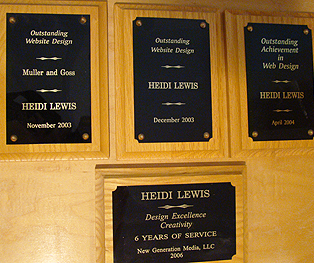 Outstanding
Website Design
Muller and Goss
HEIDI LEWIS
November 2003
Outstanding
Website Design
HEIDI LEWIS
December 2003
Outstanding
Achievement
in
Web Design
HEIDI LEWIS
April 2004
HEIDI LEWIS
Design Excellence
Creativity
6 YEARS OF SERVICE
New Generation Media, LLC
2006